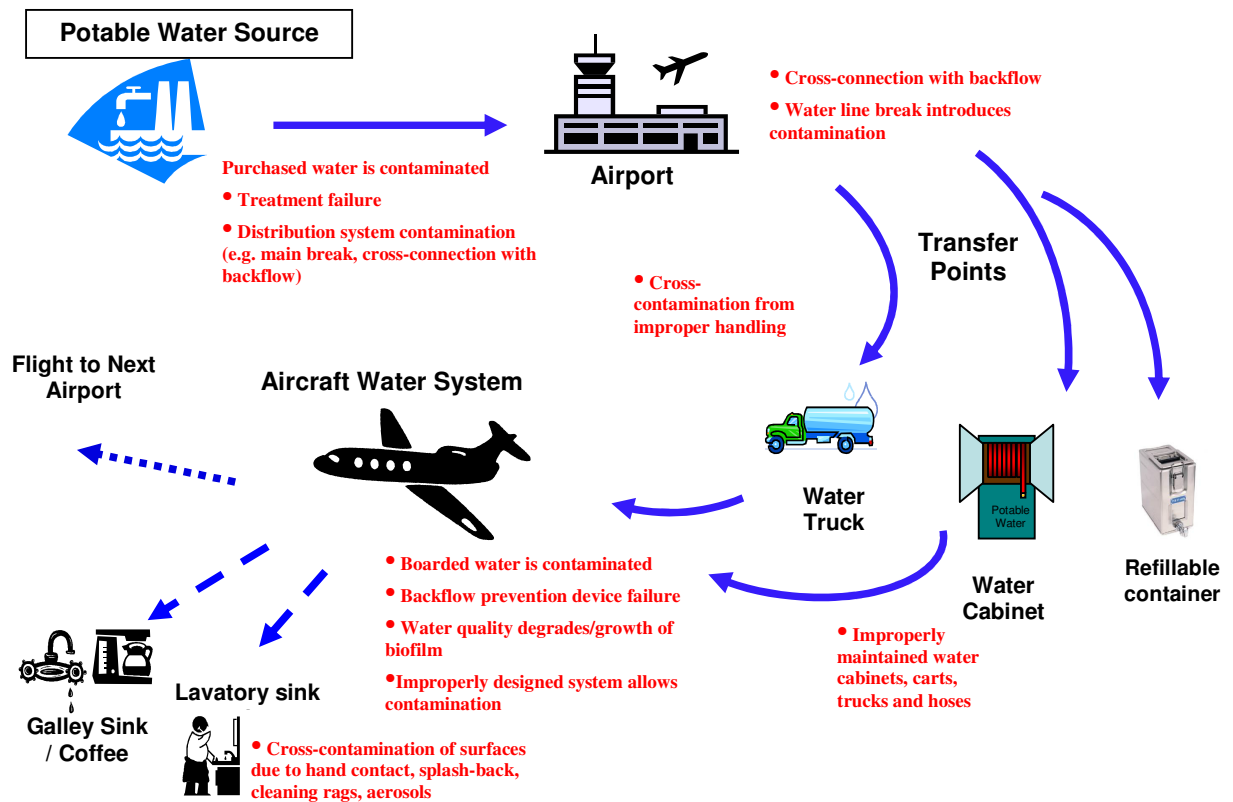 Potable Water Source
Purchased water is contaminated
• Treatment failure
• Distribution system contamination
(e.g. main break, cross-connection with
backflow)
Airport
• Cross-connection with backflow
• Water line break introduces
contamination
Transfer
Points
• Cross-
contamination from
improper handling
Flight to Next
Airport
Aircraft Water System
Water
Truck
Potable
Water
Water
Cabinet
Refillable
container
• Improperly
maintained water
cabinets, carts,
trucks and hoses
• Boarded water is contaminated
• Backflow prevention device failure
• Water quality degrades/growth of
biofilm
•Improperly designed system allows
contamination
Galley Sink
/ Coffee
Lavatory sink
• Cross-contamination of surfaces
due to hand contact, splash-back,
cleaning rags, aerosols